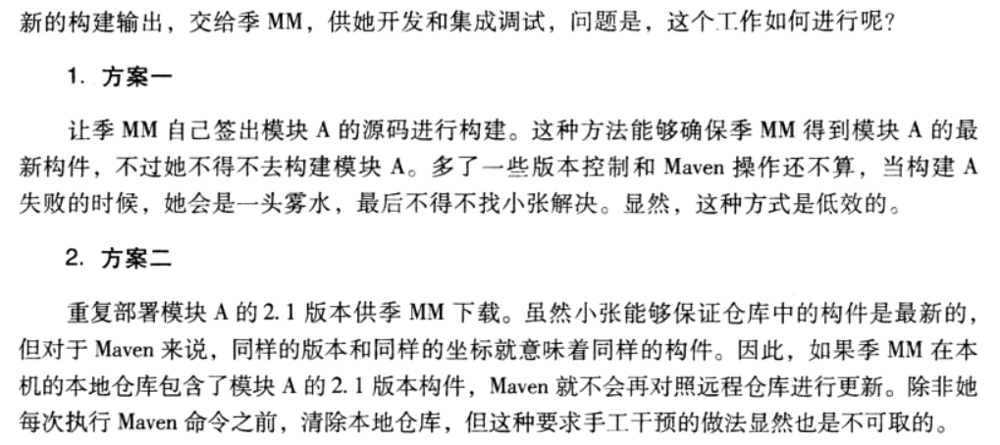 新的构建输出，交给季 MM，供她开发和集成调试，问题是，这个工作如何进行呢？
1. 方案一
让季 MM 自己签出模块 A 的源码进行构建。这种方法能够确保季 MM 得到模块 A 的最
新构件，不过她不得不去构建模块 A。多了一些版本控制和 Maven 操作还不算，当构建 A
失败的时候，她会是一头雾水，最后不得不找小张解决。显然，这种方式是低效的。
2. 方案二
重复部署模块 A 的 2.1 版本供季 MM 下载。虽然小张能够保证仓库中的构件是最新的，
但对于 Maven 来说，同样的版本和同样的坐标就意味着同样的构件。因此，如果季 MM 在本
机的本地仓库包含了模块 A 的 2.1 版本构件，Maven 就不会再对照远程仓库进行更新。除非她
每次执行 Maven 命令之前，清除本地仓库，但这种要求手工干预的做法显然也是不可取的。